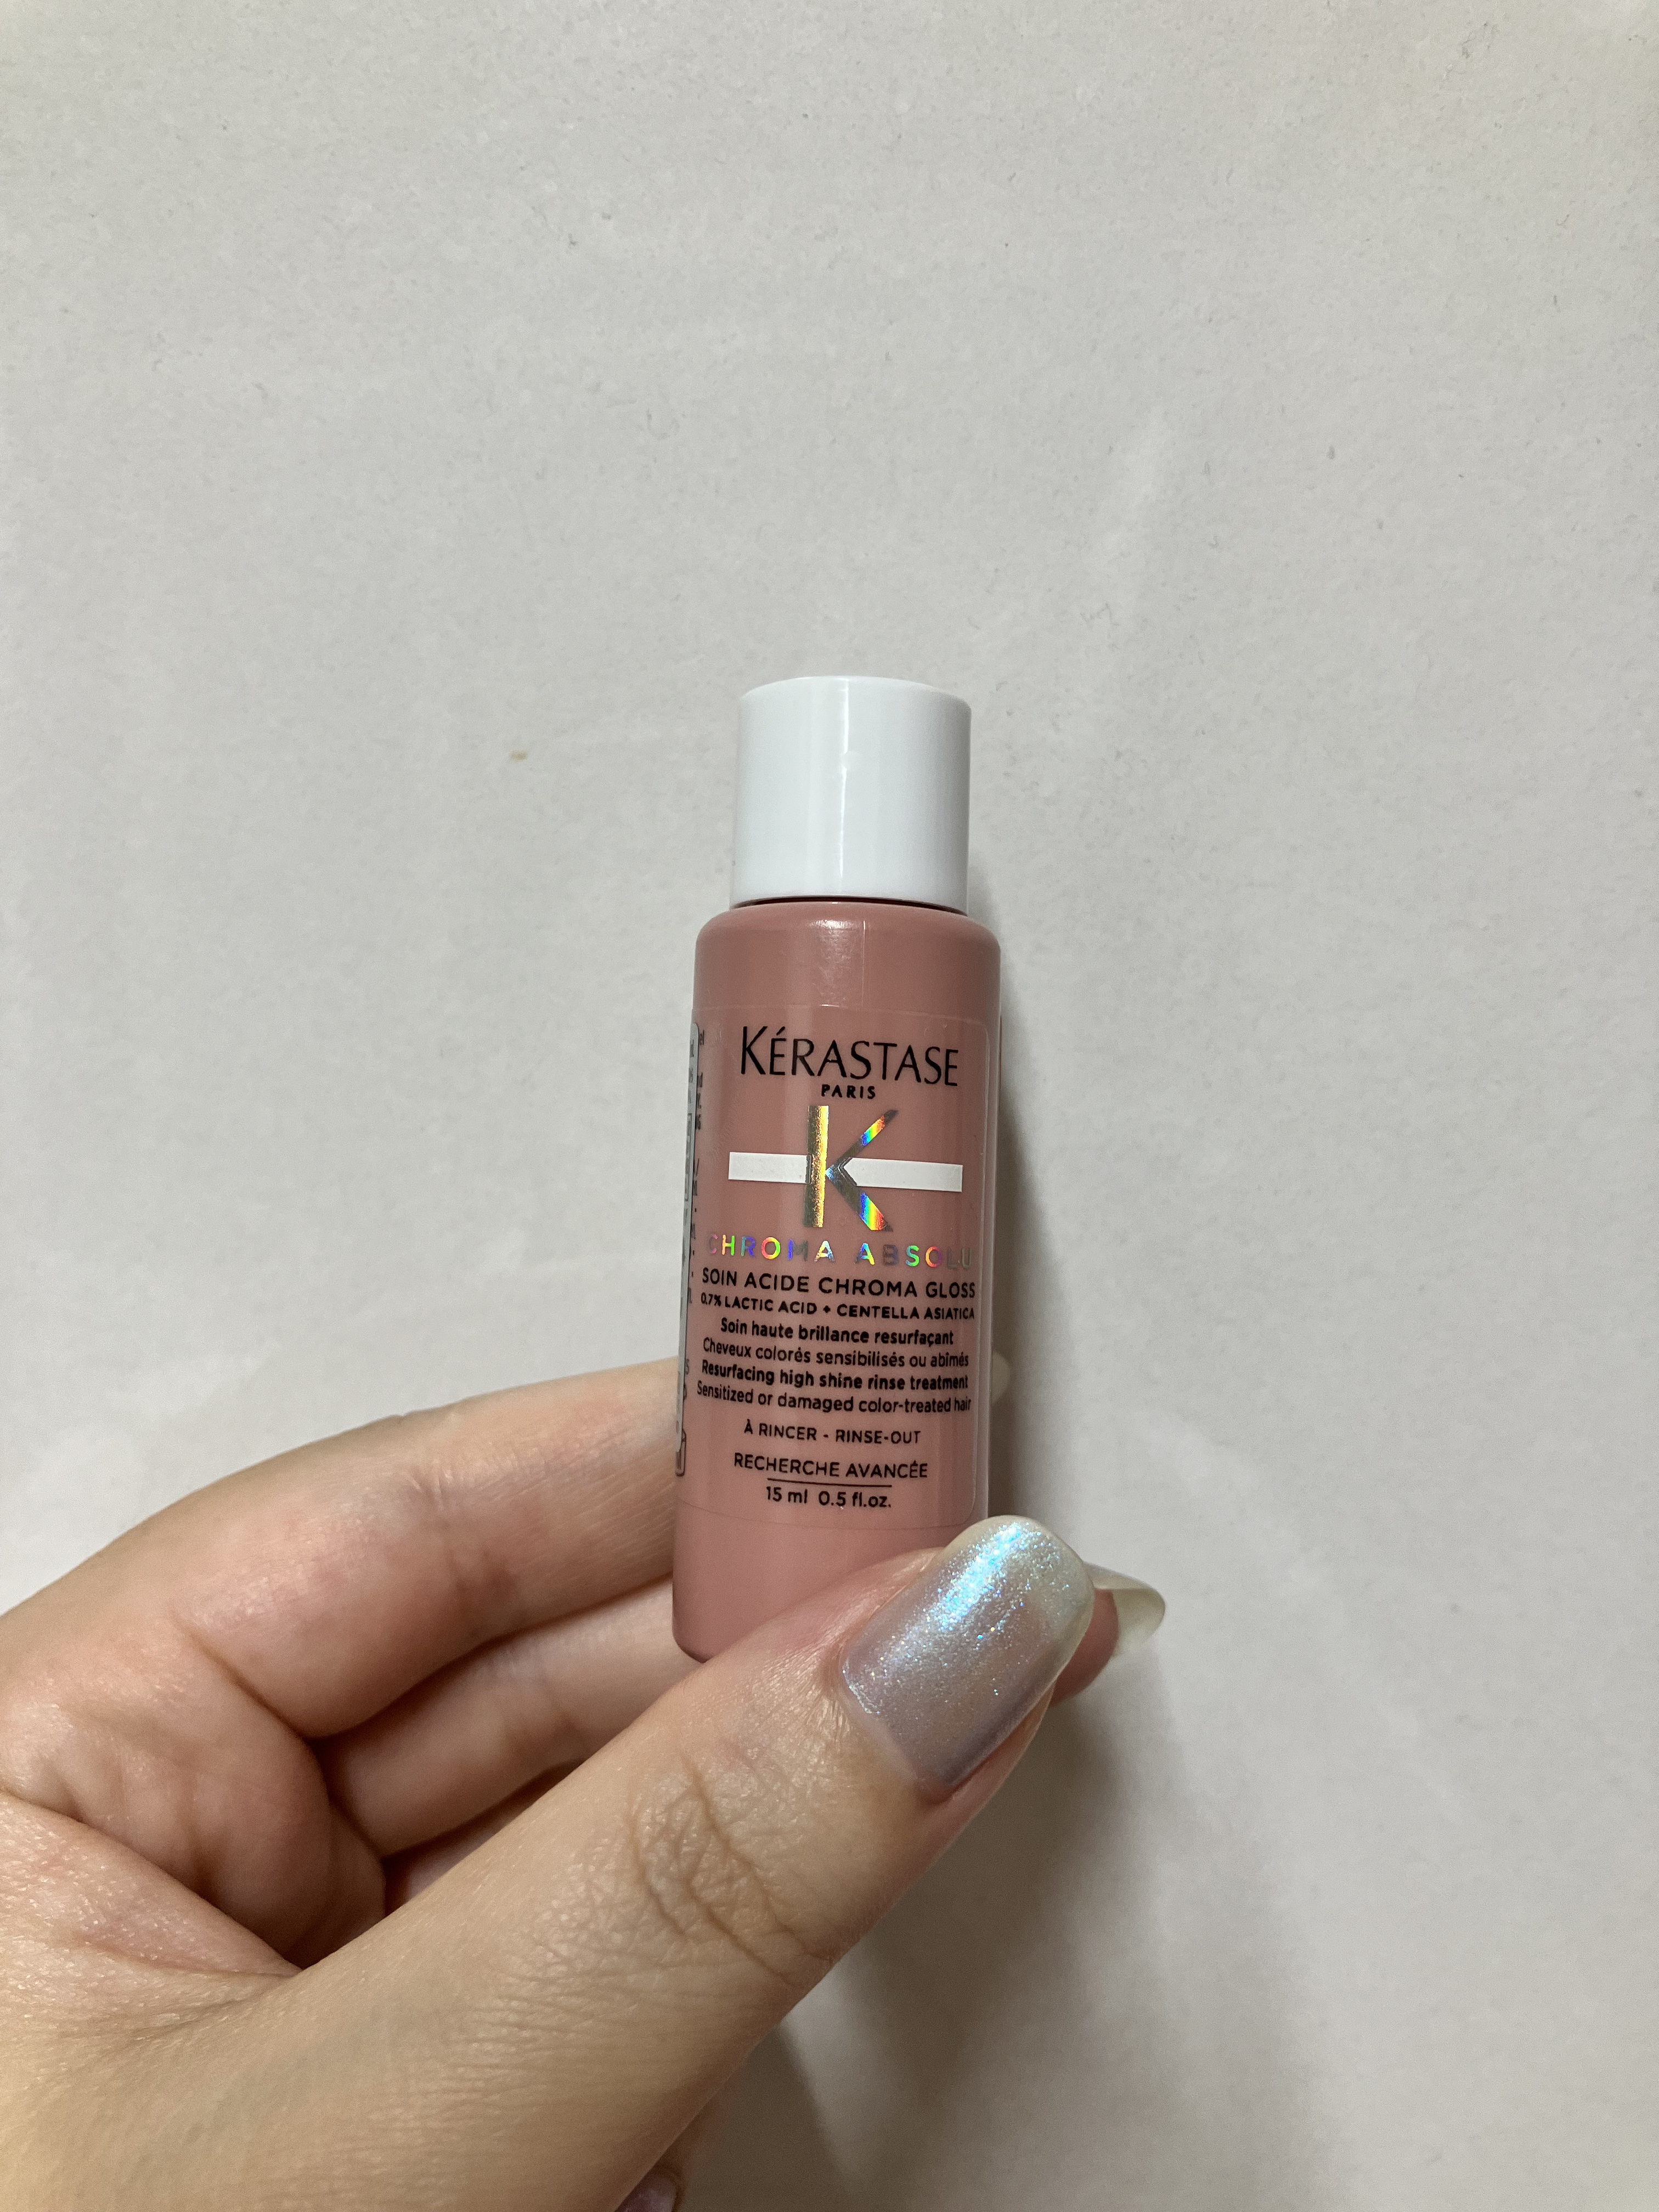 KÉRASTASE
PARIS
K
CHROMA ABSOLU
SOIN ACIDE CHROMA GLOSS
0.7% LACTIC ACID + CENTELLA ASIATICA
Soin haute brillance resurfaçant
Cheveux colorés sensibilisés ou abîmés
Resurfacing high shine rinse treatment
Sensitized or damaged color-treated hair
À RINCER - RINSE-OUT
RECHERCHE AVANCÉE
15 ml 0.5 fl.oz.